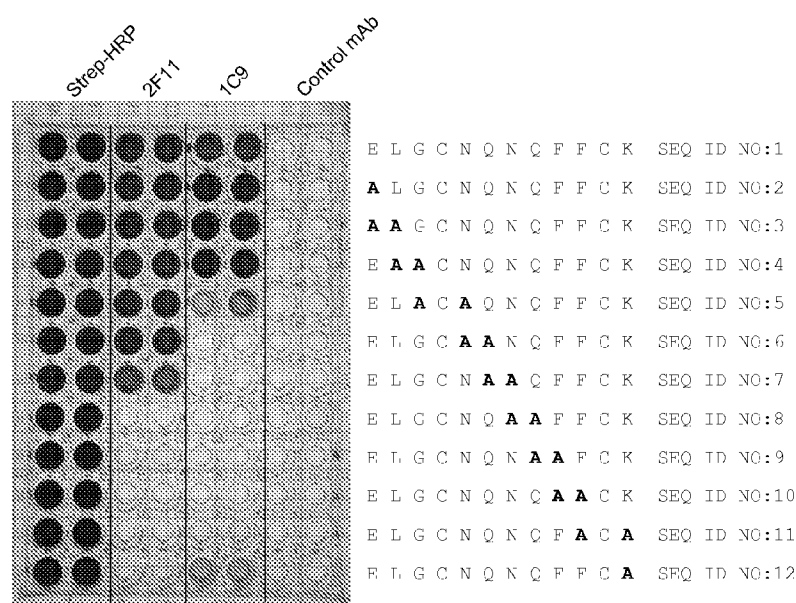 Strep-HRP 2F11 1C9 Control mAb
E L G C N Q N Q F F C K SEQ ID NO:1
A L G C N Q N Q F F C K SEQ ID NO:2
A A G C N Q N Q F F C K SEQ ID NO:3
E A A C N Q N Q F F C K SEQ ID NO:4
E L A C A Q N Q F F C K SEQ ID NO:5
E L G C A A N Q F F C K SEQ ID NO:6
E L G C N A A Q F F C K SEQ ID NO:7
E L G C N Q A A F F C K SEQ ID NO:8
E L G C N Q N A A F C K SEQ ID NO:9
E L G C N Q N Q A A C K SEQ ID NO:10
E L G C N Q N Q F A C A SEQ ID NO:11
E L G C N Q N Q F F C A SEQ ID NO:12